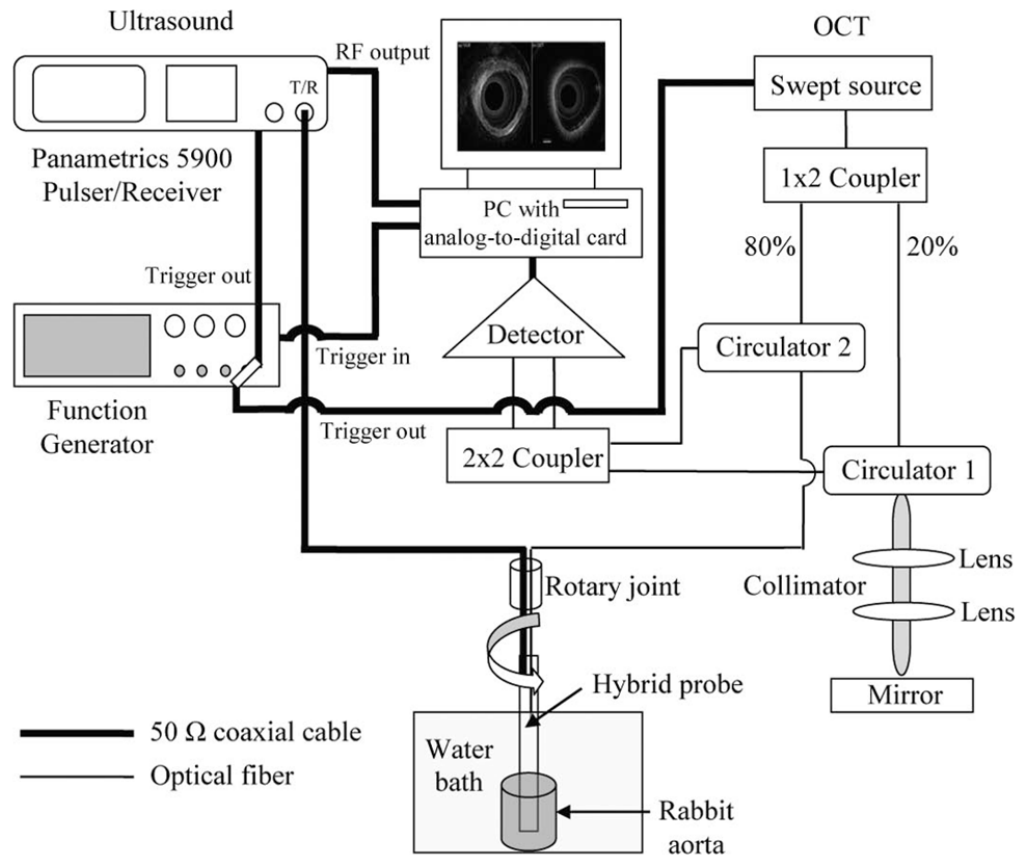 Ultrasound
OCT
RF output
T/R
Swept source
Panametrics 5900
Pulser/Receiver
1x2 Coupler
PC with
analog-to-digital card
80%
20%
Trigger out
Detector
Circulator 2
Trigger in
Function
Generator
Trigger out
2x2 Coupler
Circulator 1
Lens
Rotary joint
Collimator
Lens
Hybrid probe
Mirror
50 Ω coaxial cable
Optical fiber
Water
bath
Rabbit
aorta